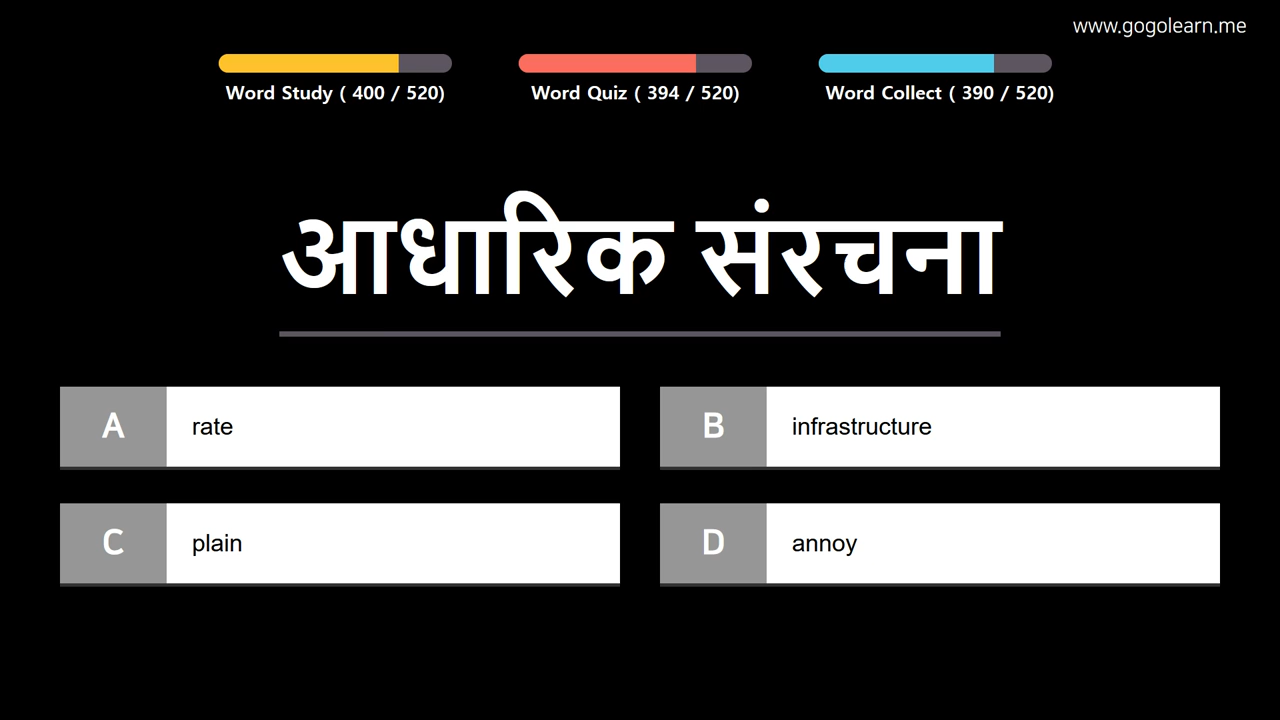 www.gogolearn.me
Word Study ( 400 / 520)
Word Quiz ( 394 / 520)
Word Collect ( 390 / 520)
आधारिक संरचना
A
rate
B
infrastructure
C
plain
D
annoy